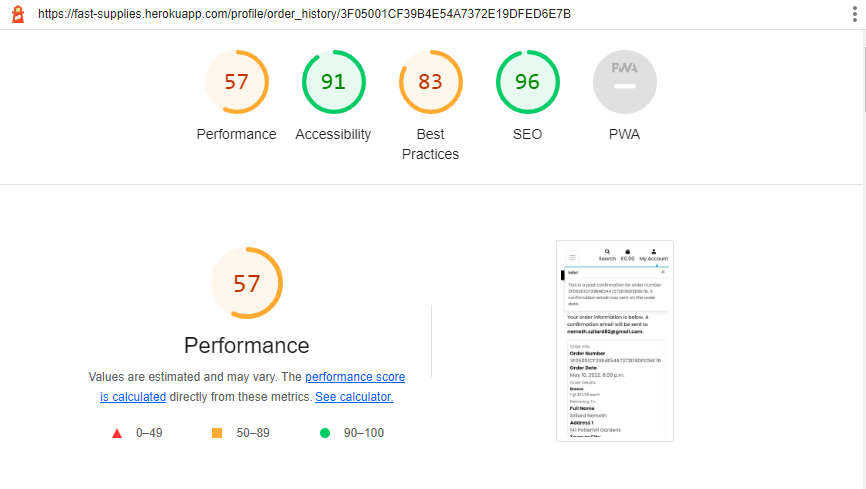 https://fast-supplies.herokuapp.com/profile/order_history/3F05001CF39B4E54A7372E19DFED6E7B
57
91
83
96
PWA
Performance
Accessibility
Best
Practices
SEO
PWA
57
Performance
Values are estimated and may vary. The performance score
is calculated directly from these metrics. See calculator.
0–49
50–89
90–100
Search
€0.00
My Account
Info!
This is a past confirmation for order number
3F05001CF39B4E54A7372E19DFED6E7B. A
confirmation email was sent on the order
date.
Your order information is below. A
confirmation email will be sent to
nemeth.szilard82@gmail.com.
Order Info:
Order Number
3F05001CF39B4E54A7372E19DFED6E7B
Order Date
May 10, 2022, 8:09 p.m.
Order Details:
Delivering To:
Full Name
Szilard Nemeth
Address 1
141 Potterhill Gardens
Town or City